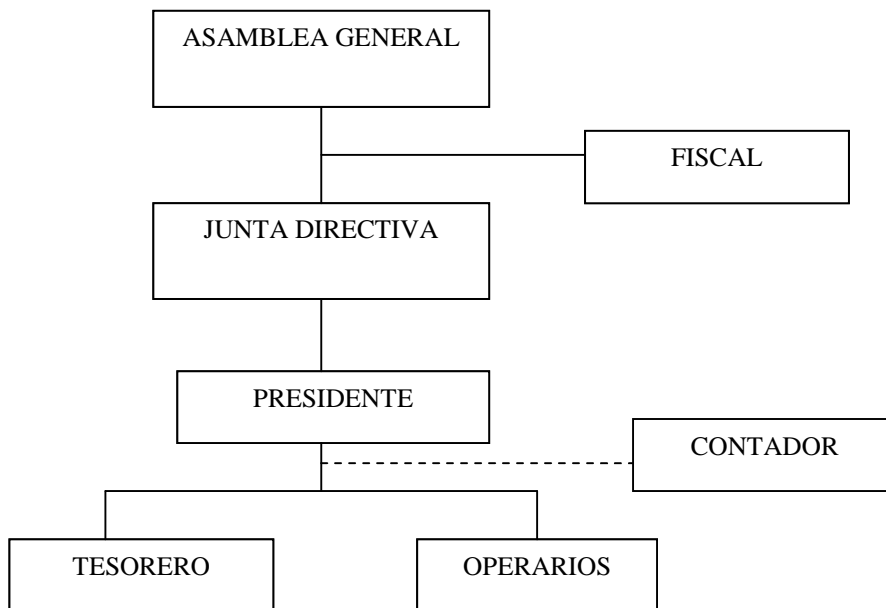 ASAMBLEA GENERAL
FISCAL
JUNTA DIRECTIVA
PRESIDENTE
CONTADOR
TESORERO
OPERARIOS